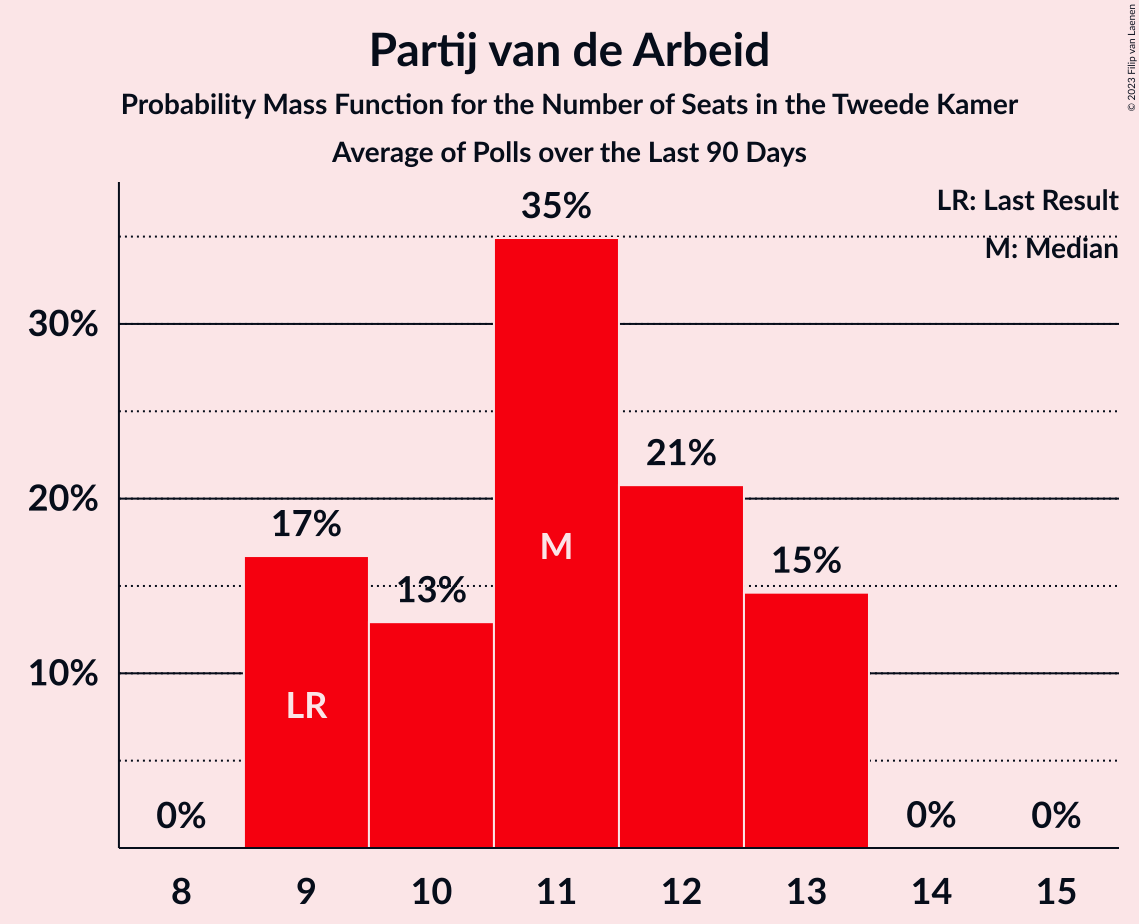 Partij van de Arbeid
Probability Mass Function for the Number of Seats in the Tweede Kamer
Average of Polls over the Last 90 Days
© 2023 Filip van Laenen
LR: Last Result
M: Median
35%
30%
21%
20%
17%
M
15%
13%
10%
LR
0%
0%
0%
8
9
10
11
12
13
14
15